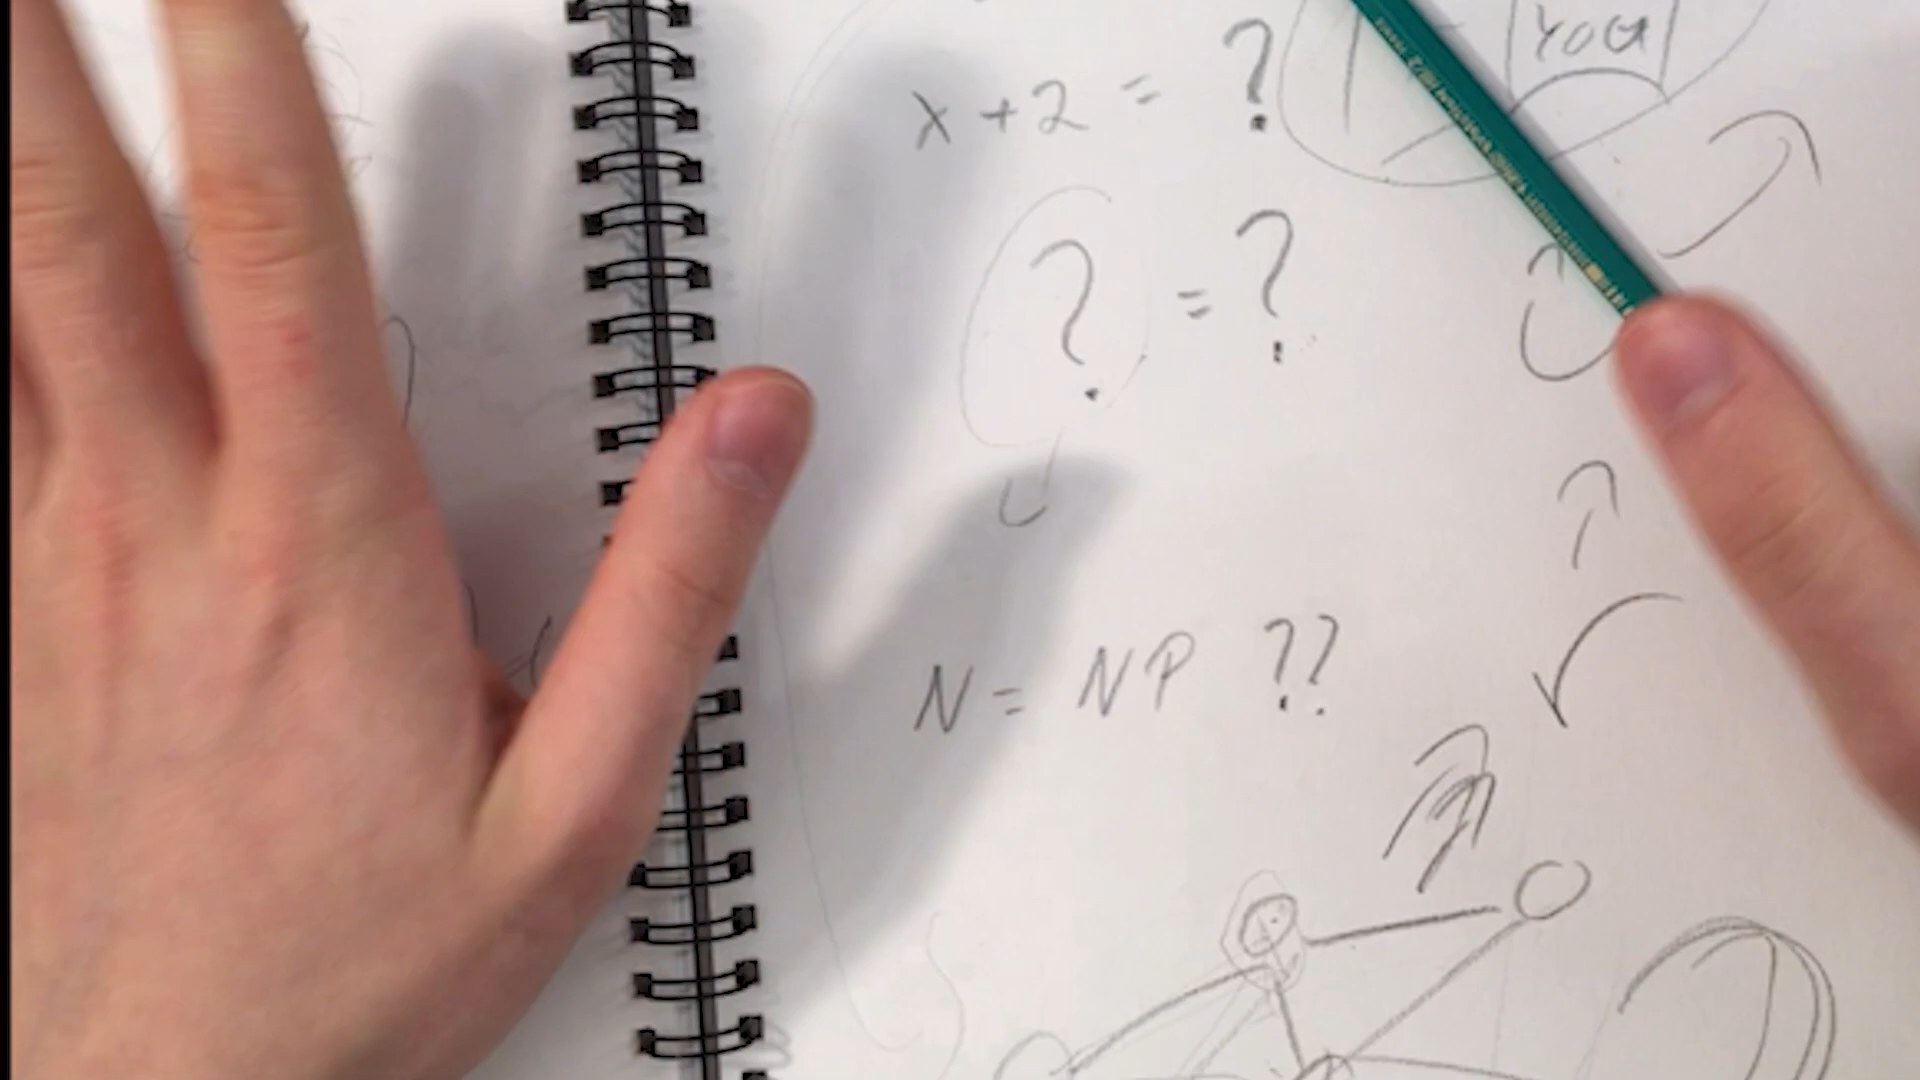 YOU
x + 2 = ?
? = ?
N = NP ??